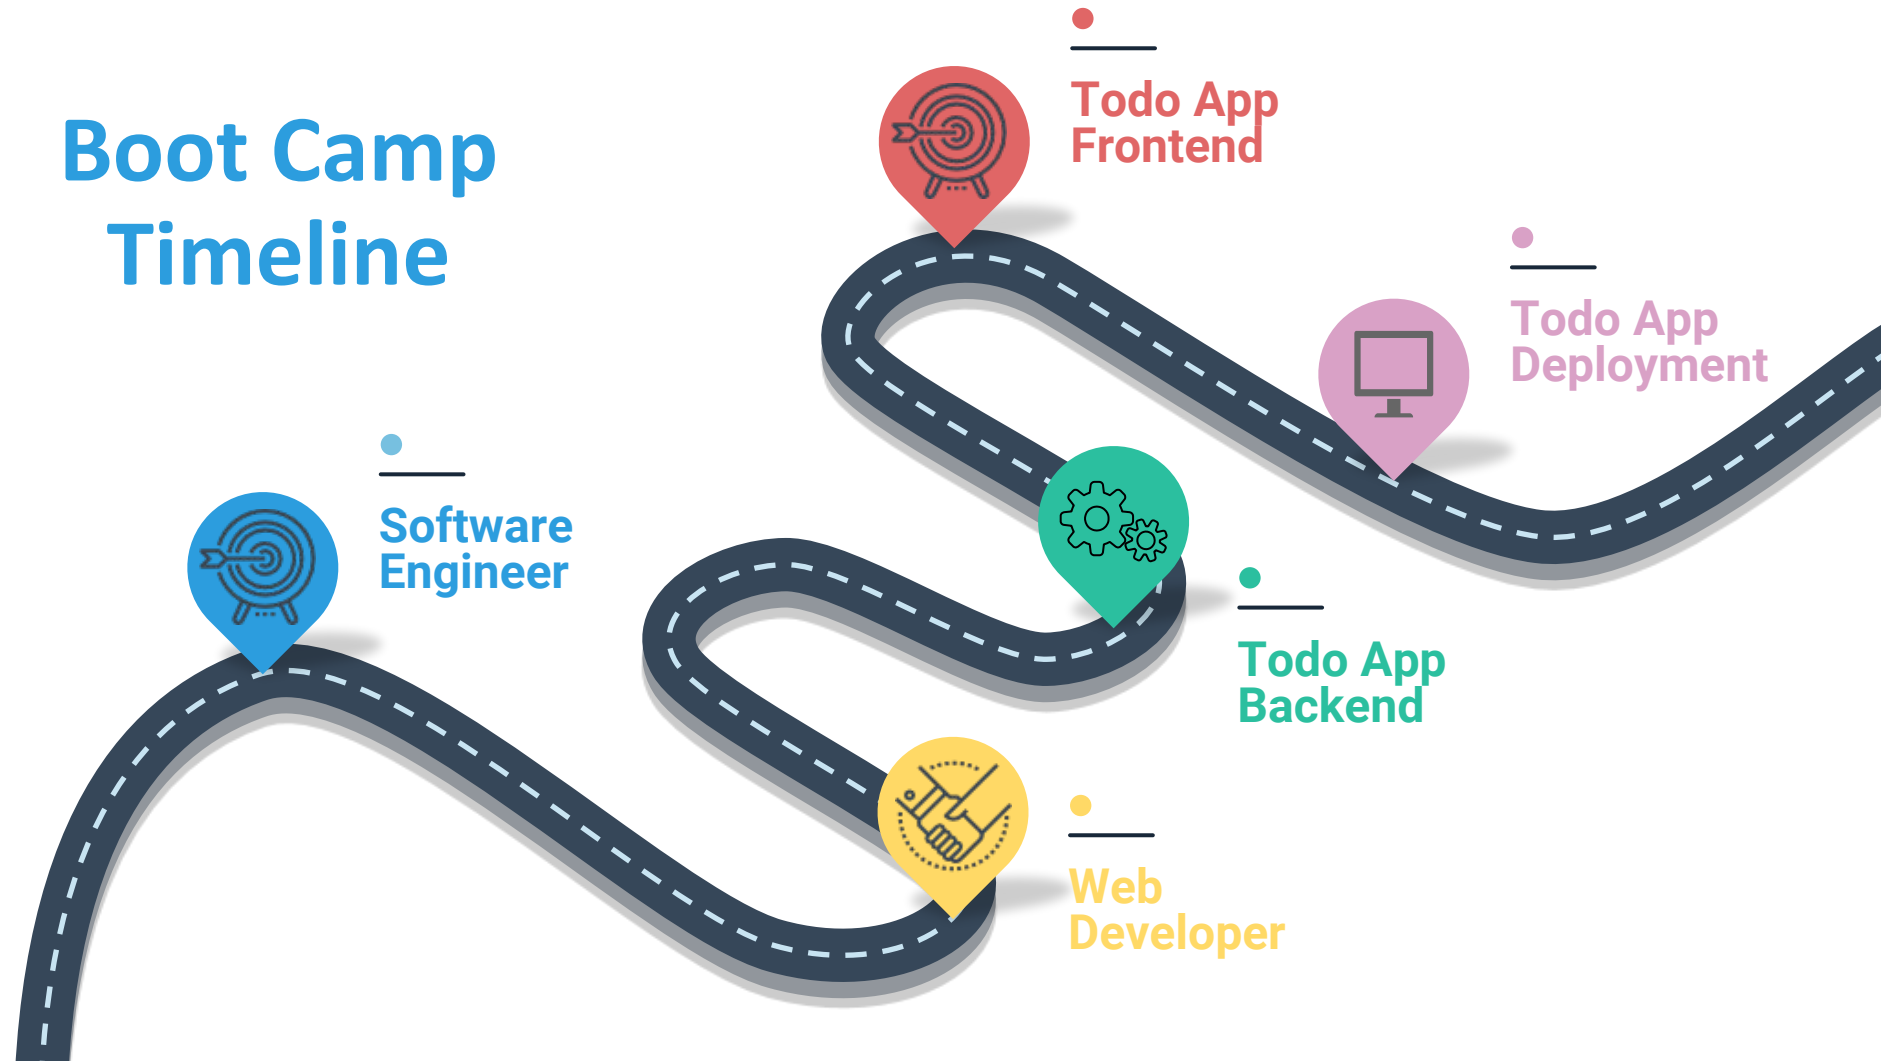 Boot Camp
Timeline
Todo App
Frontend
Todo App
Deployment
Software
Engineer
Todo App
Backend
Web
Developer